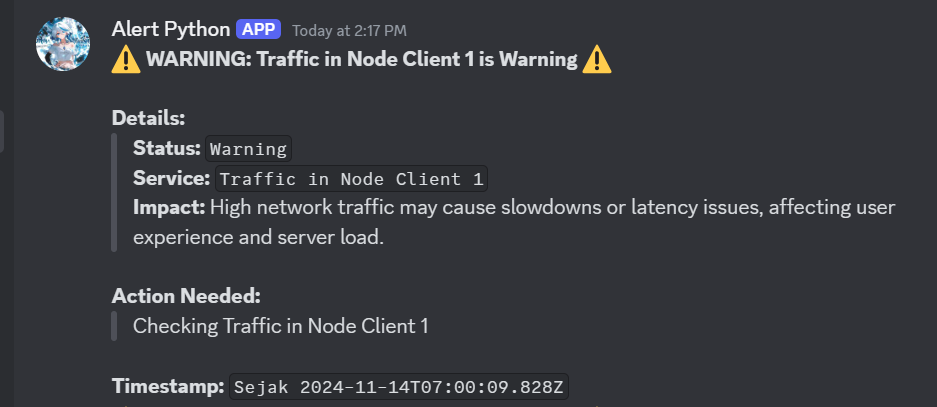 Alert Python APP Today at 2:17 PM
⚠️ WARNING: Traffic in Node Client 1 is Warning ⚠️
Details:
Status: Warning
Service: Traffic in Node Client 1
Impact: High network traffic may cause slowdowns or latency issues, affecting user
experience and server load.
Action Needed:
Checking Traffic in Node Client 1
Timestamp: Sejak 2024-11-14T07:00:09.828Z